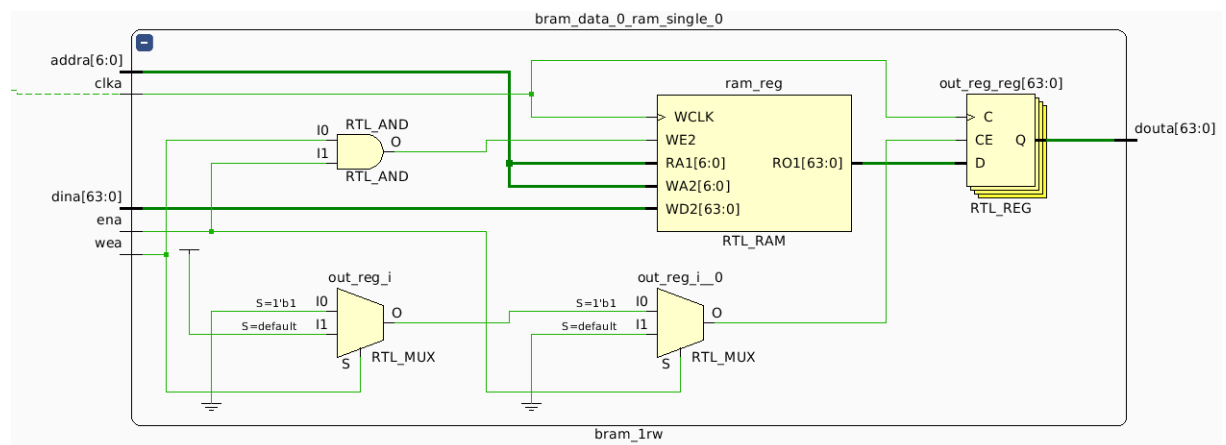 bram_data_0_ram_single_0
addra[6:0]
clka
dina[63:0]
ena
wea
RTL_AND
I0
I1
O
RTL_AND
ram_reg
WCLK
WE2
RA1[6:0]
WA2[6:0]
WD2[63:0]
RO1[63:0]
RTL_RAM
out_reg_reg[63:0]
C
CE
D
Q
RTL_REG
douta[63:0]
out_reg_i
S=1'b1
I0
S=default
I1
O
S
RTL_MUX
out_reg_i__0
S=1'b1
I0
S=default
I1
O
S
RTL_MUX
bram_1rw